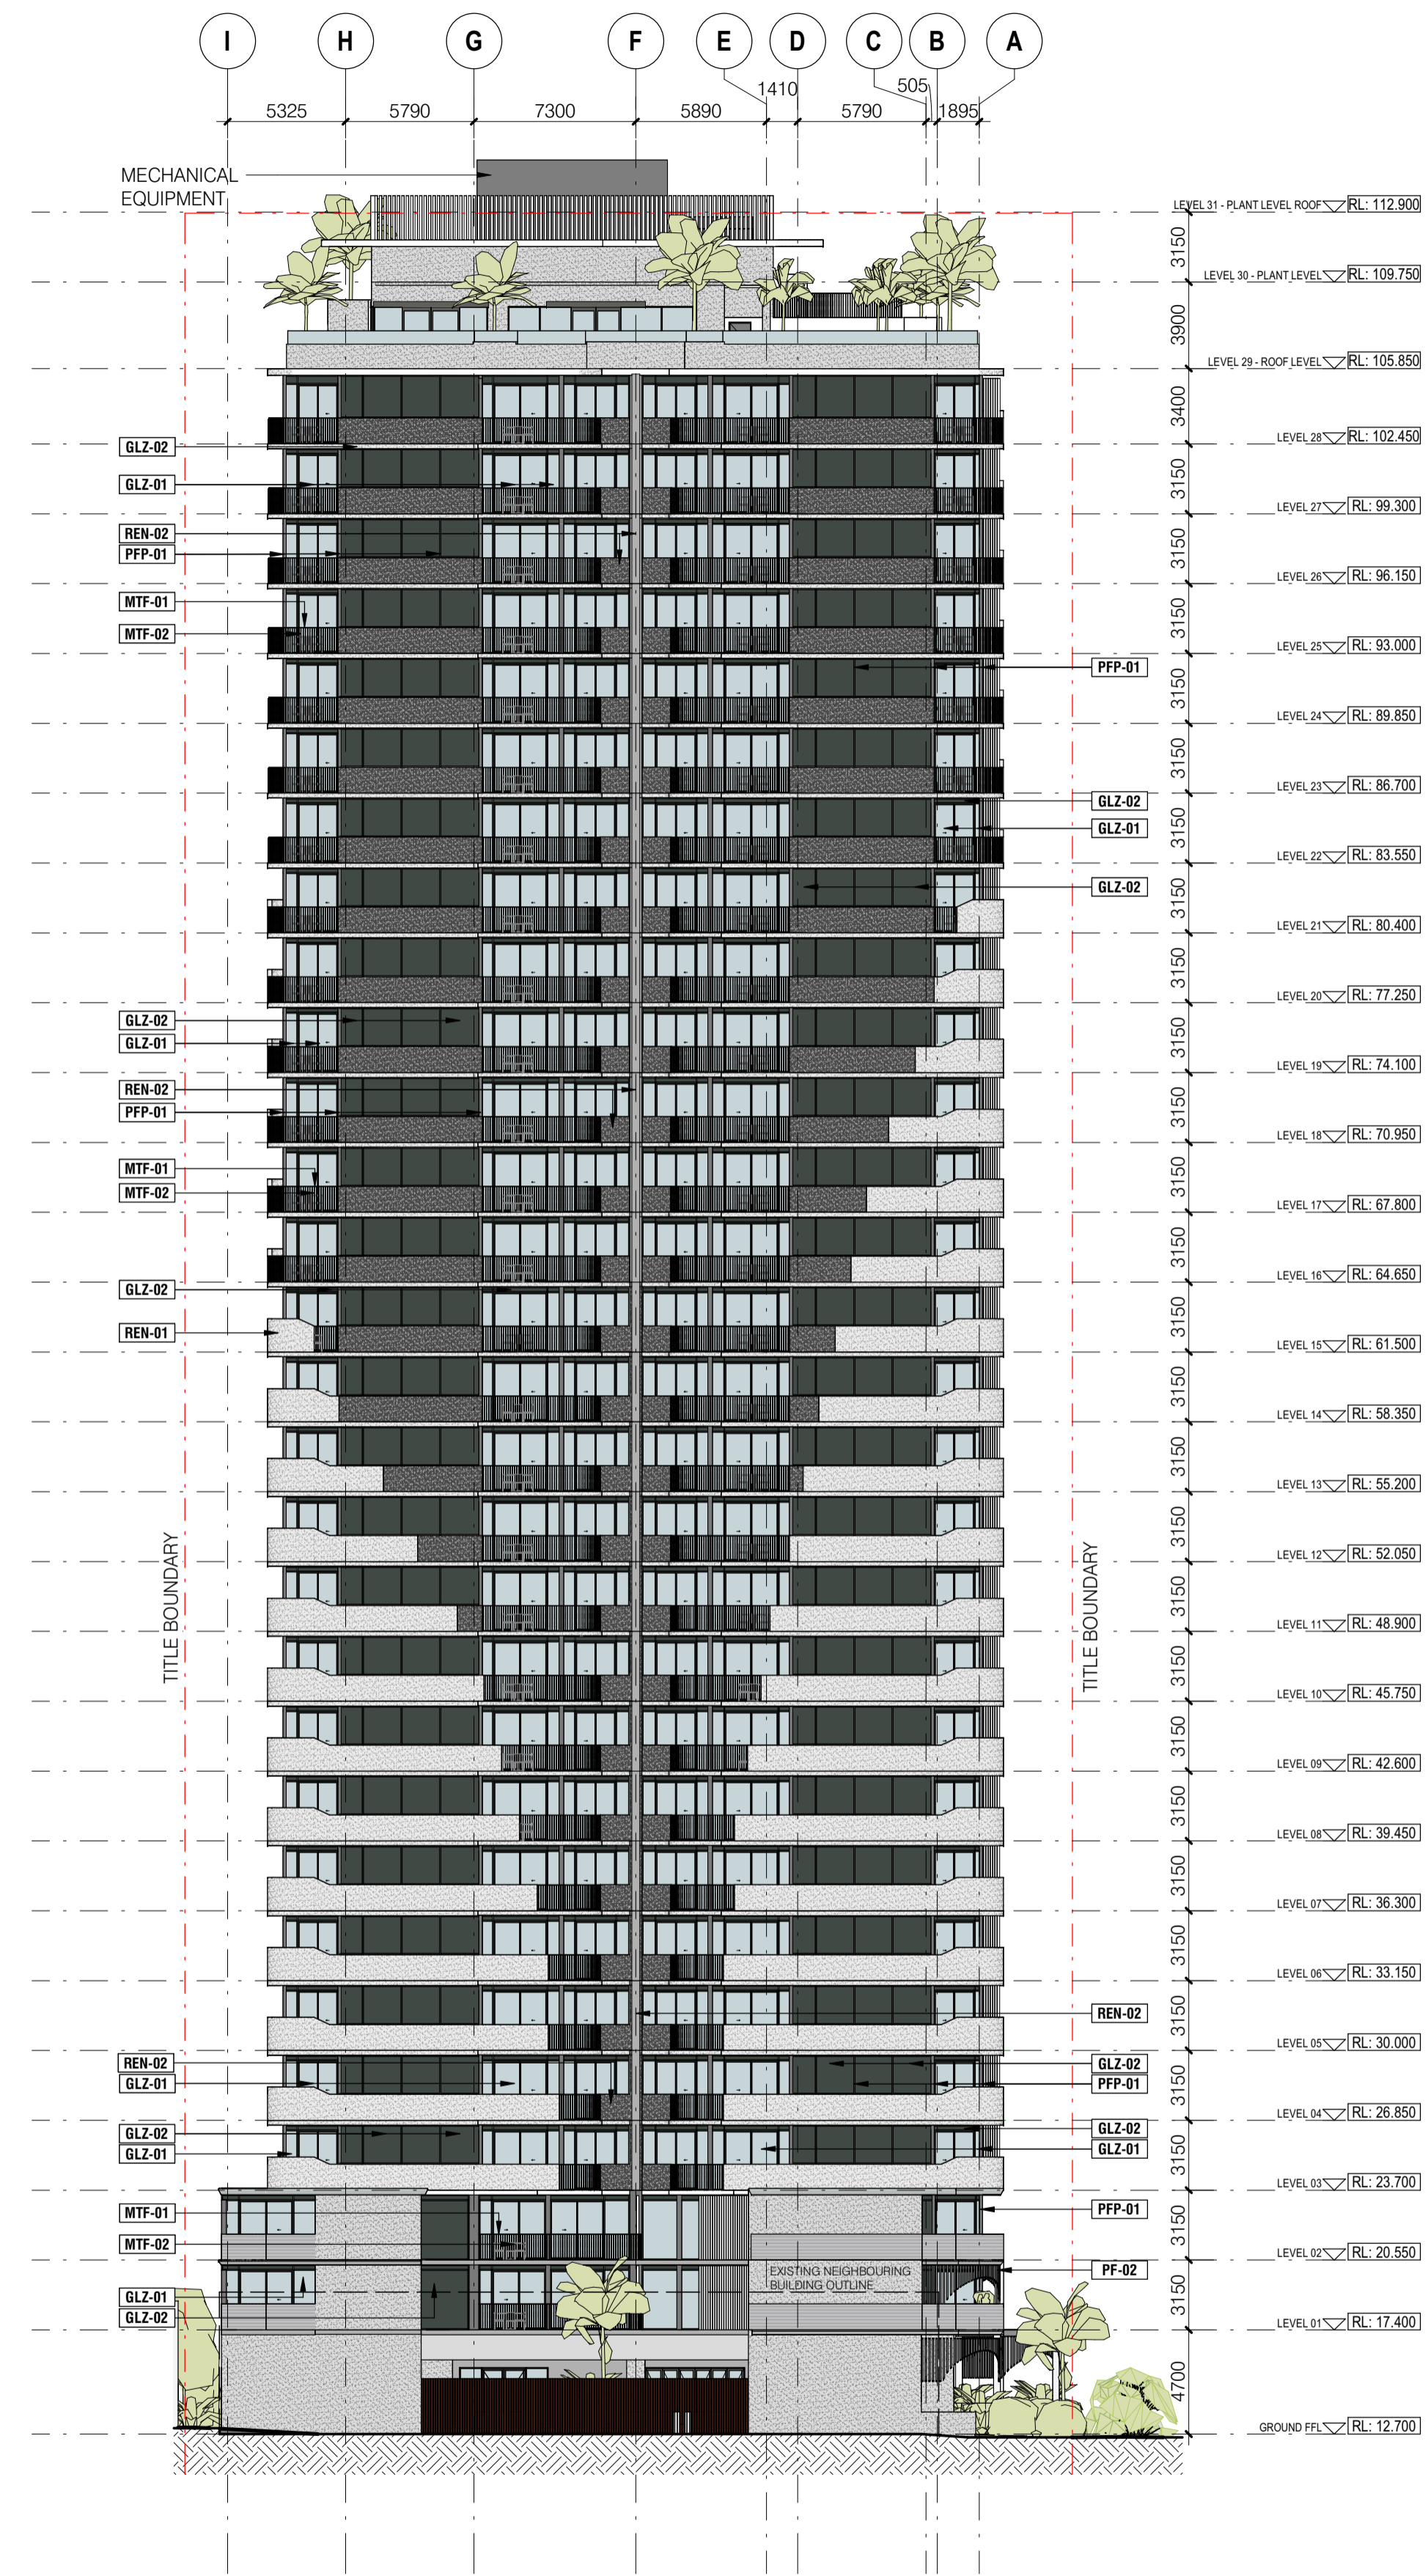 I H G F E D C B A
5325 5790 7300 5890 1410 5790 505 1895
MECHANICAL
EQUIPMENT
LEVEL 31 - PLANT LEVEL ROOF RL: 112.900
3150
LEVEL 30 - PLANT LEVEL RL: 109.750
3900
LEVEL 29 - ROOF LEVEL RL: 105.850
3400
LEVEL 28 RL: 102.450
GLZ-02
GLZ-01
3150
LEVEL 27 RL: 99.300
REN-02
PFP-01
3150
LEVEL 26 RL: 96.150
MTF-01
MTF-02
3150
LEVEL 25 RL: 93.000
PFP-01
3150
LEVEL 24 RL: 89.850
3150
LEVEL 23 RL: 86.700
GLZ-02
GLZ-01
3150
LEVEL 22 RL: 83.550
GLZ-02
3150
LEVEL 21 RL: 80.400
3150
LEVEL 20 RL: 77.250
GLZ-02
GLZ-01
3150
LEVEL 19 RL: 74.100
REN-02
PFP-01
3150
LEVEL 18 RL: 70.950
MTF-01
MTF-02
3150
LEVEL 17 RL: 67.800
3150
LEVEL 16 RL: 64.650
GLZ-02
REN-01
3150
LEVEL 15 RL: 61.500
3150
LEVEL 14 RL: 58.350
3150
LEVEL 13 RL: 55.200
3150
LEVEL 12 RL: 52.050
TITLE BOUNDARY
TITLE BOUNDARY
3150
LEVEL 11 RL: 48.900
3150
LEVEL 10 RL: 45.750
3150
LEVEL 09 RL: 42.600
3150
LEVEL 08 RL: 39.450
3150
LEVEL 07 RL: 36.300
3150
LEVEL 06 RL: 33.150
REN-02
3150
LEVEL 05 RL: 30.000
REN-02
GLZ-01
GLZ-02
PFP-01
3150
LEVEL 04 RL: 26.850
GLZ-02
GLZ-01
GLZ-02
GLZ-01
3150
LEVEL 03 RL: 23.700
MTF-01
MTF-02
PFP-01
3150
LEVEL 02 RL: 20.550
EXISTING NEIGHBOURING
BUILDING OUTLINE
PF-02
GLZ-01
GLZ-02
3150
LEVEL 01 RL: 17.400
4700
GROUND FFL RL: 12.700